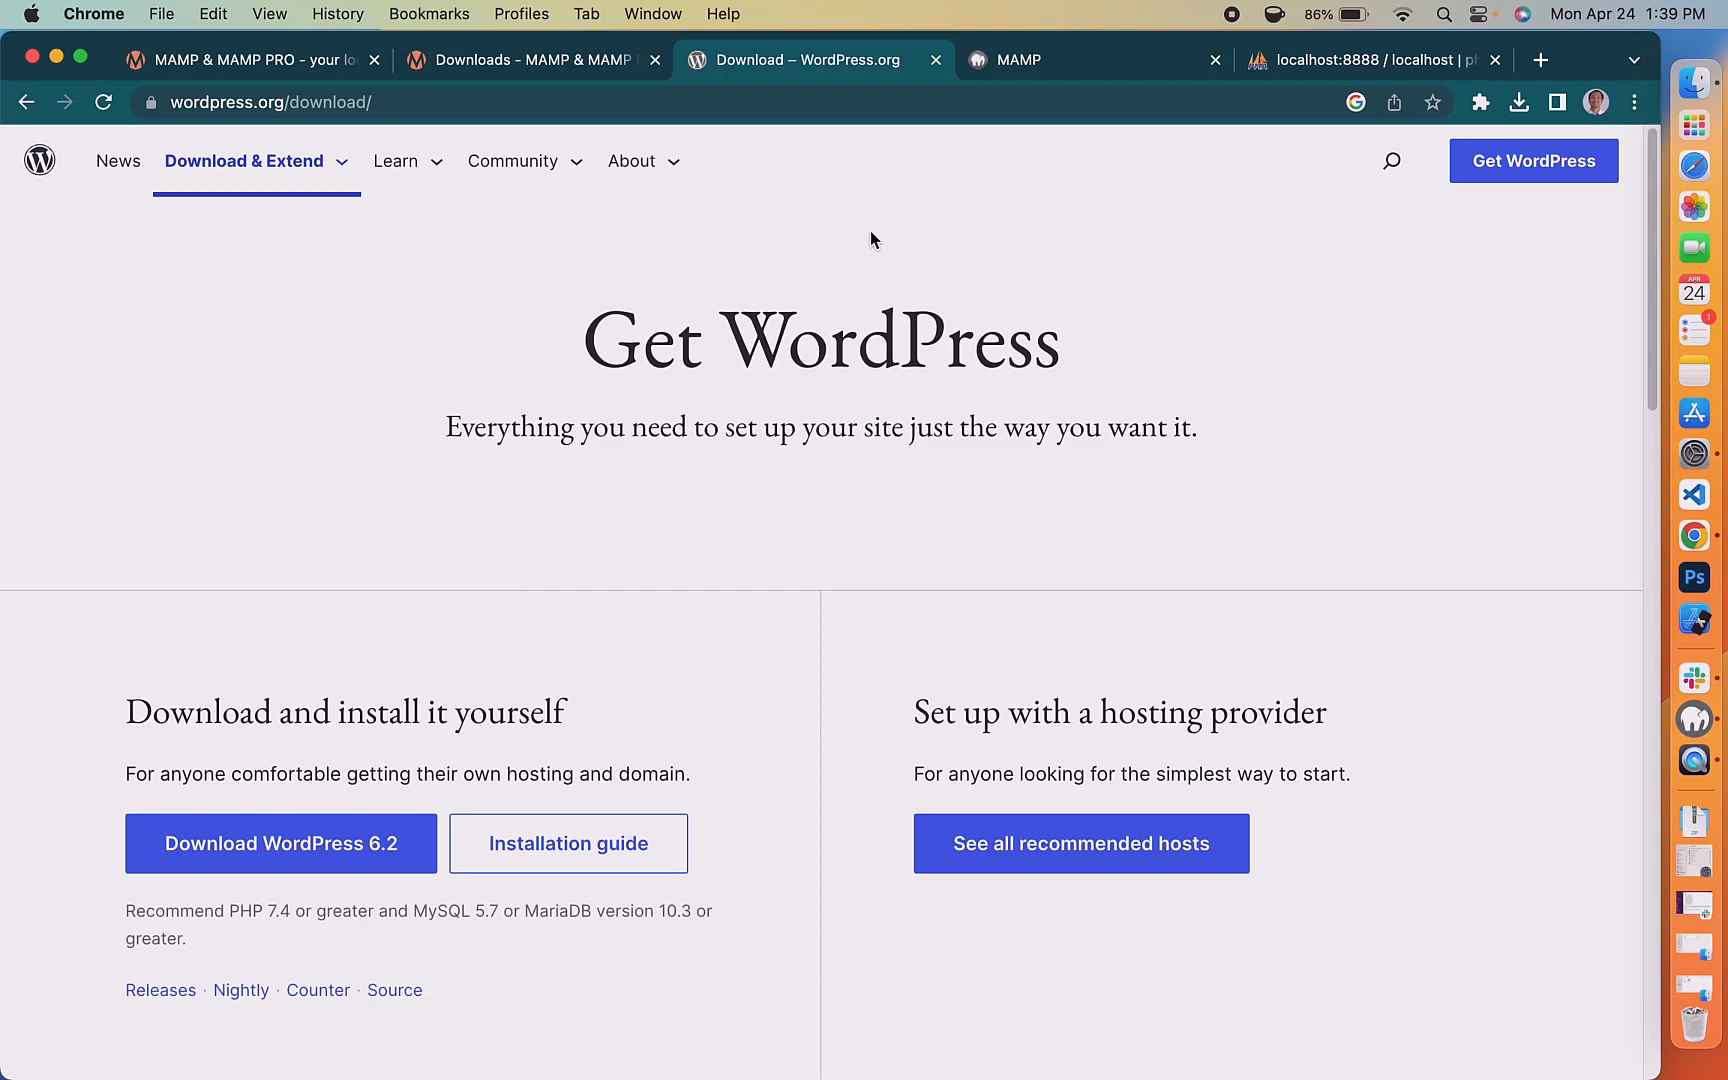 Chrome File Edit View History Bookmarks Profiles Tab Window Help 86% Mon Apr 24 1:39 PM
MAMP & MAMP PRO - your lo Downloads - MAMP & MAMP Download – WordPress.org MAMP localhost:8888 / localhost | ph
wordpress.org/download/
News Download & Extend Learn Community About Get WordPress
Get WordPress
Everything you need to set up your site just the way you want it.
Download and install it yourself
For anyone comfortable getting their own hosting and domain.
Download WordPress 6.2 Installation guide
Recommend PHP 7.4 or greater and MySQL 5.7 or MariaDB version 10.3 or
greater.
Releases · Nightly · Counter · Source
Set up with a hosting provider
For anyone looking for the simplest way to start.
See all recommended hosts
APR
24
1
Ps
ZIP